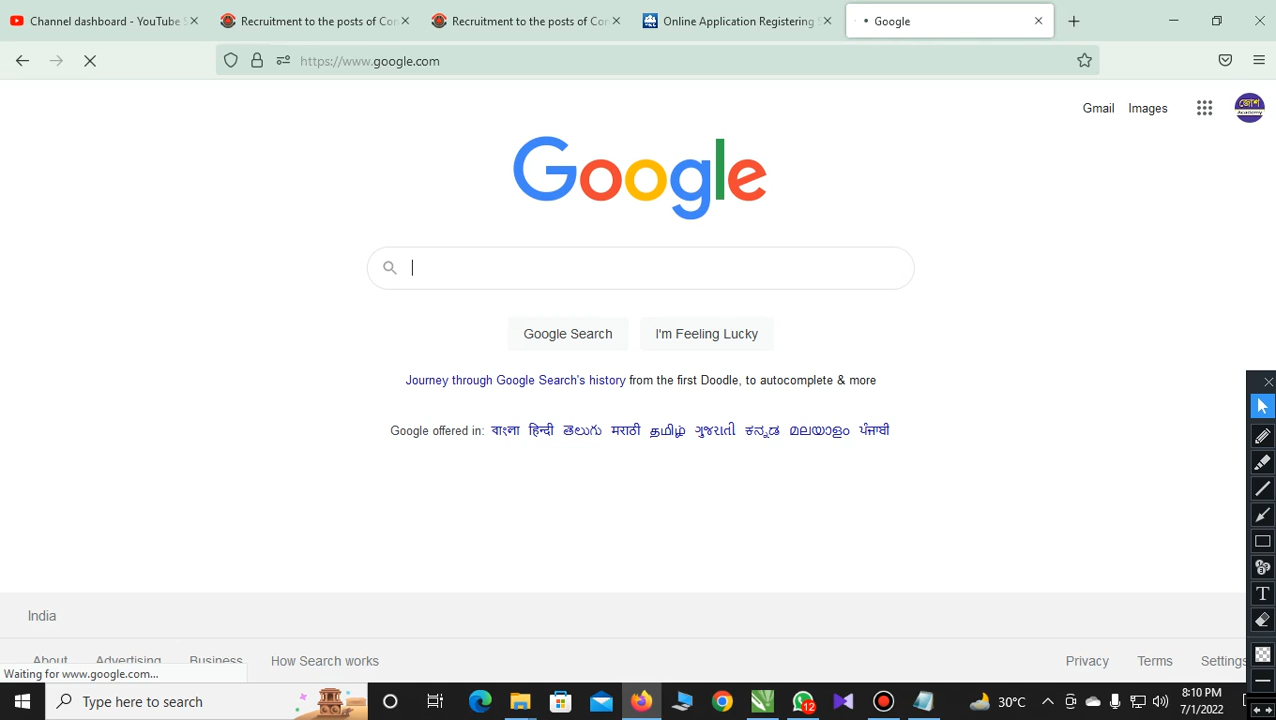 Channel dashboard - YouTube S
Recruitment to the posts of Con
Recruitment to the posts of Con
Online Application Registering S
Google
https://www.google.com
Gmail
Images
জোশ
Academy
Google
Google Search
I'm Feeling Lucky
Journey through Google Search's history from the first Doodle, to autocomplete & more
Google offered in: বাংলা हिन्दी తెలుగు मराठी தமிழ் ગુજરાતી ಕನ್ನಡ മലയാളം ਪੰਜਾਬੀ
India
About
Advertising
Business
How Search works
Privacy
Terms
Settings
Waiting for www.google.com...
Type here to search
12
30°C
8:10 PM
7/1/2022
T